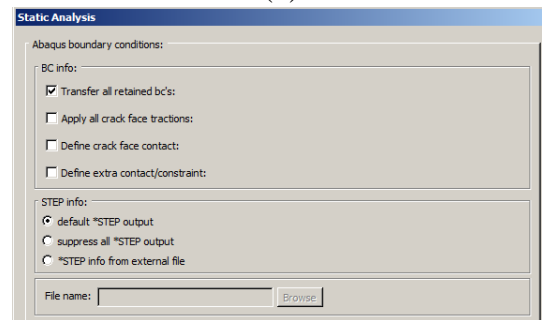 Static Analysis
Abaqus boundary conditions:
BC info:
Transfer all retained bc's:
Apply all crack face tractions:
Define crack face contact:
Define extra contact/constraint:
STEP info:
default *STEP output
suppress all *STEP output
*STEP info from external file
File name: Browse